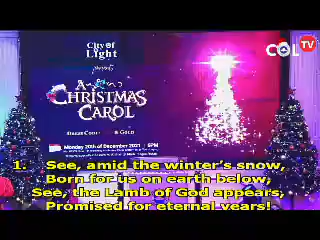 City of
Light
presents
A
CHRISTMAS
CAROL
COL TV
Monday 20th of December 2021 | 6PM
1. See, amid the winter's snow,
Born for us on earth below,
See, the Lamb of God appears,
Promised for eternal years!